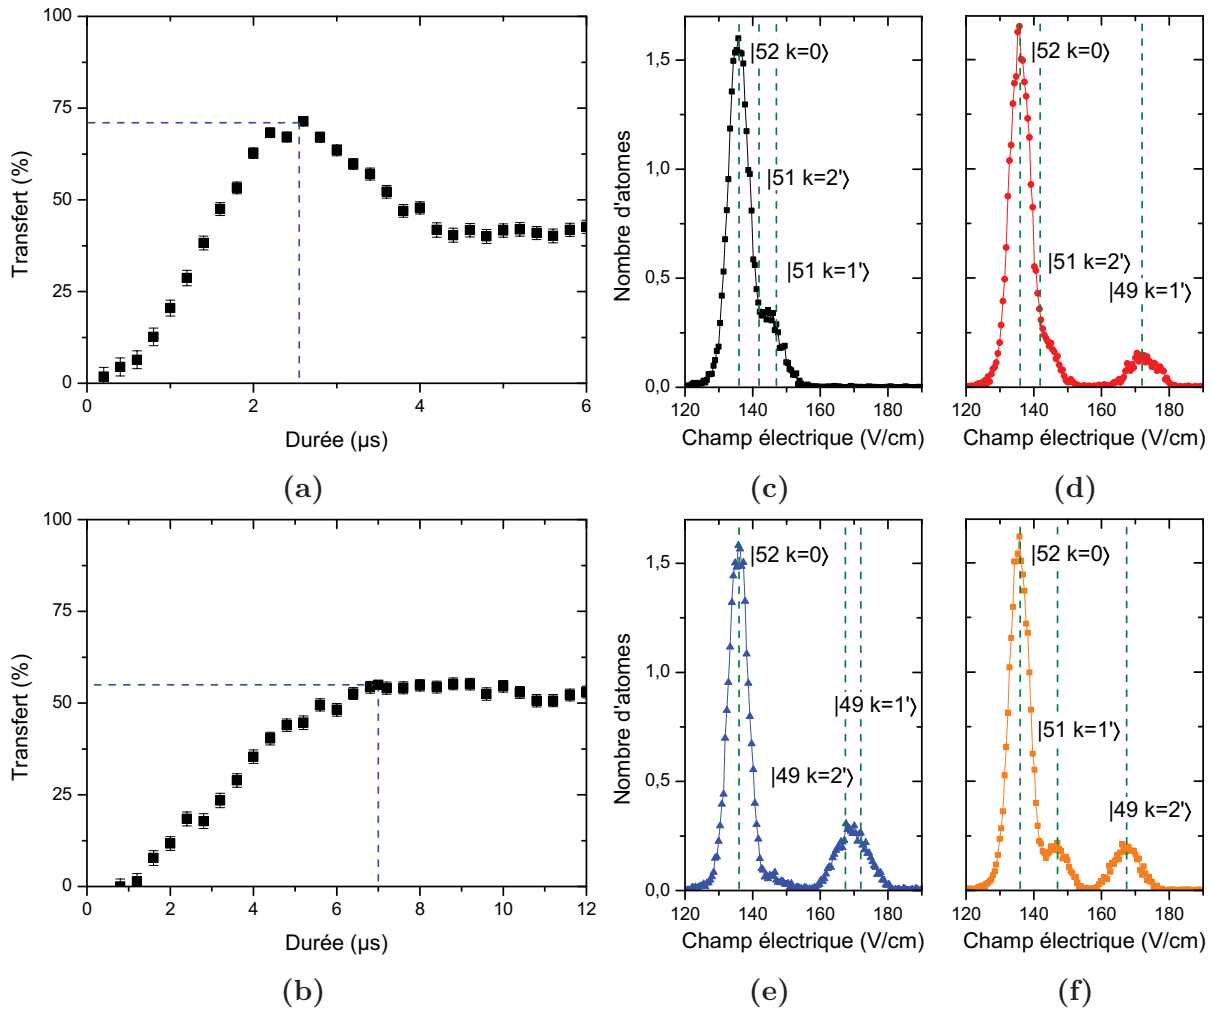 100
75
50
25
0
Transfert (%)
0 2 4 6
Durée (µs)
(a)
1,5
1,0
0,5
0,0
Nombre d'atomes
|52 k=0⟩
|51 k=2'⟩
|51 k=1'⟩
120 140 160 180
Champ électrique (V/cm)
(c)
|52 k=0⟩
|51 k=2'⟩
|49 k=1'⟩
120 140 160 180
Champ électrique (V/cm)
(d)
100
75
50
25
0
Transfert (%)
0 2 4 6 8 10 12
Durée (µs)
(b)
1,5
1,0
0,5
0,0
Nombre d'atomes
|52 k=0⟩
|49 k=1'⟩
|49 k=2'⟩
120 140 160 180
Champ électrique (V/cm)
(e)
|52 k=0⟩
|51 k=1'⟩
|49 k=2'⟩
120 140 160 180
Champ électrique (V/cm)
(f)